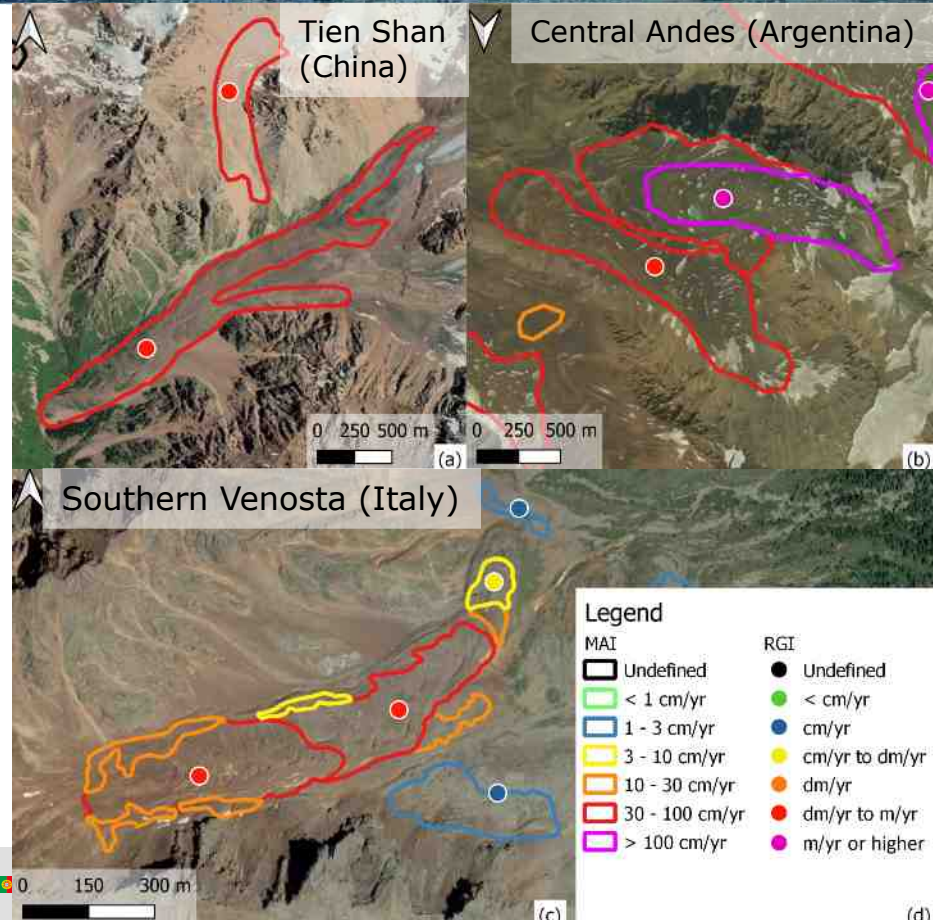 Tien Shan
(China)
Central Andes (Argentina)
0 250 500 m
(a)
0 250 500 m
(b)
Southern Venosta (Italy)
Legend
MAI RGI
Undefined Undefined
< 1 cm/yr < cm/yr
1 - 3 cm/yr cm/yr
3 - 10 cm/yr cm/yr to dm/yr
10 - 30 cm/yr dm/yr
30 - 100 cm/yr dm/yr to m/yr
> 100 cm/yr m/yr or higher
0 150 300 m
(c)
(d)